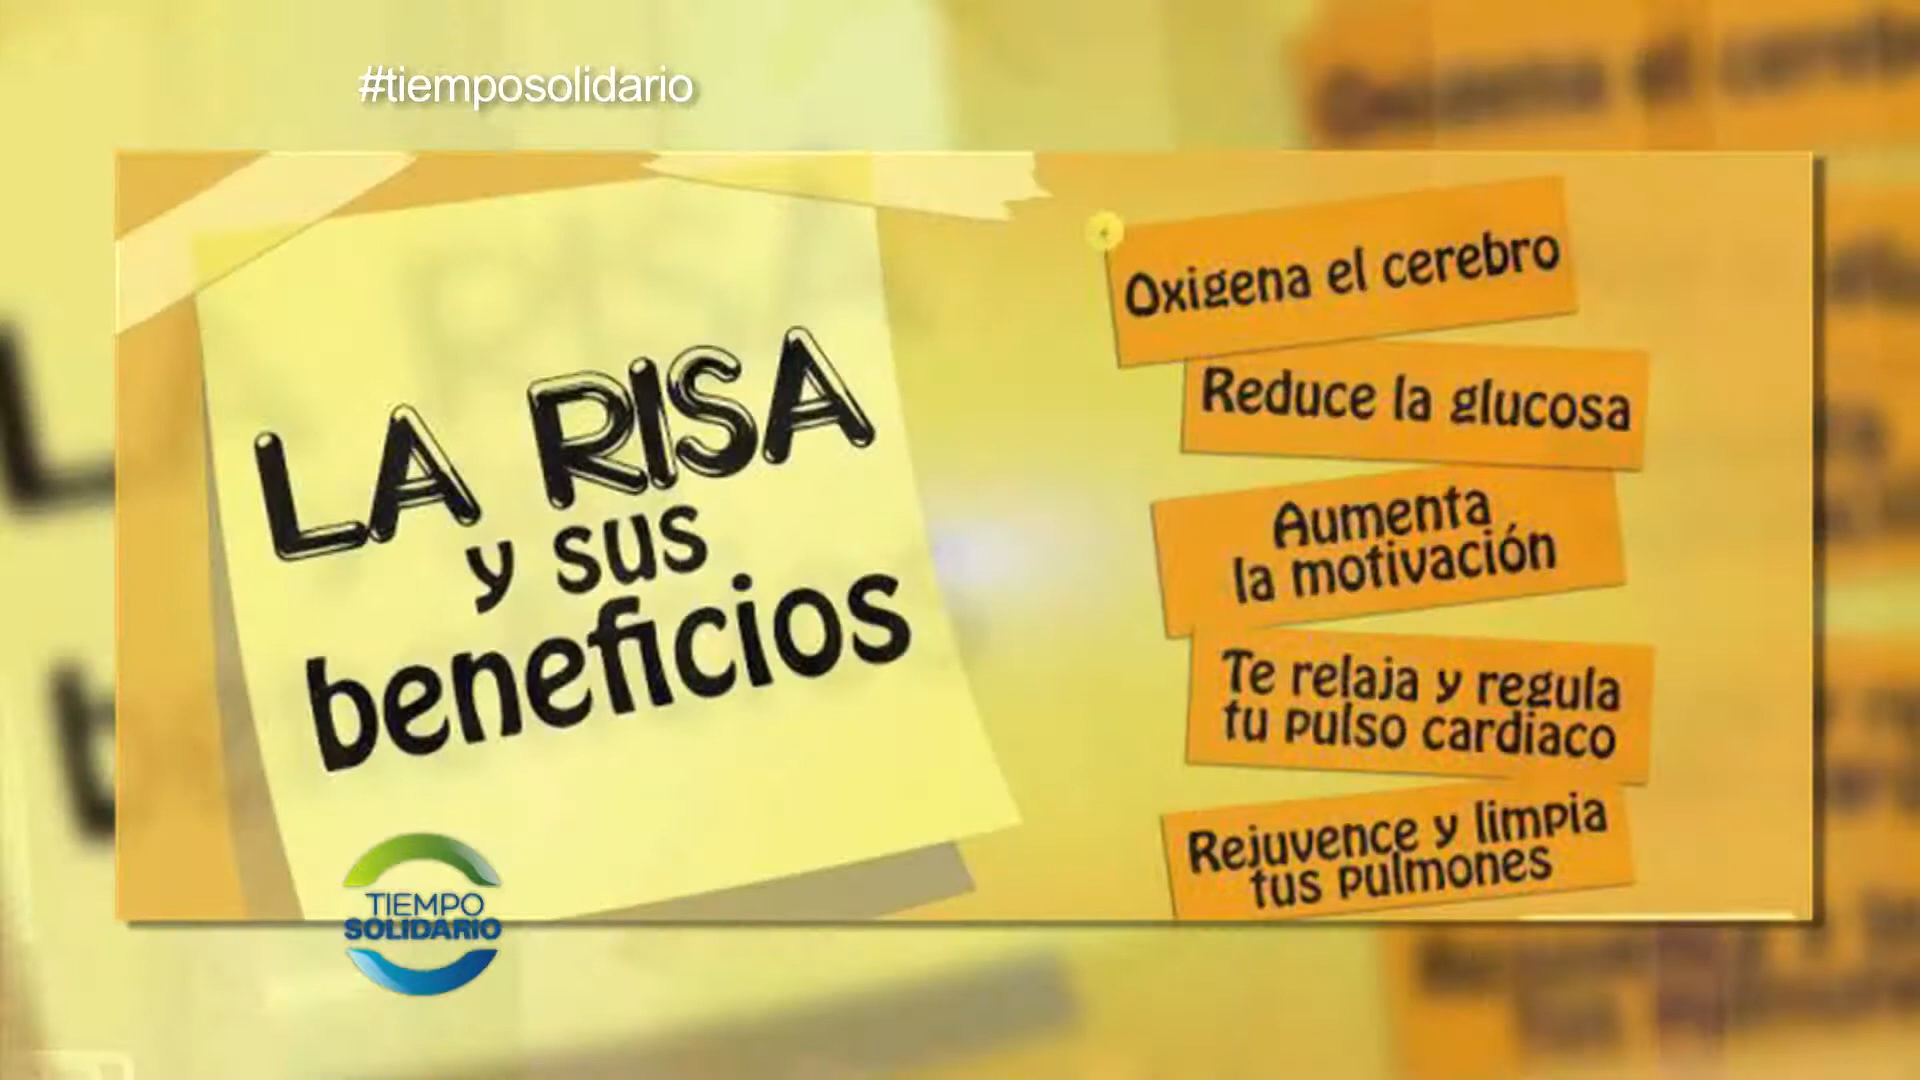 #tiemposolidario
LA RISA
y sus
beneficios
Oxigena el cerebro
Reduce la glucosa
Aumenta
la motivación
Te relaja y regula
tu pulso cardiaco
Rejuvence y limpia
tus pulmones
TIEMPO
SOLIDARIO